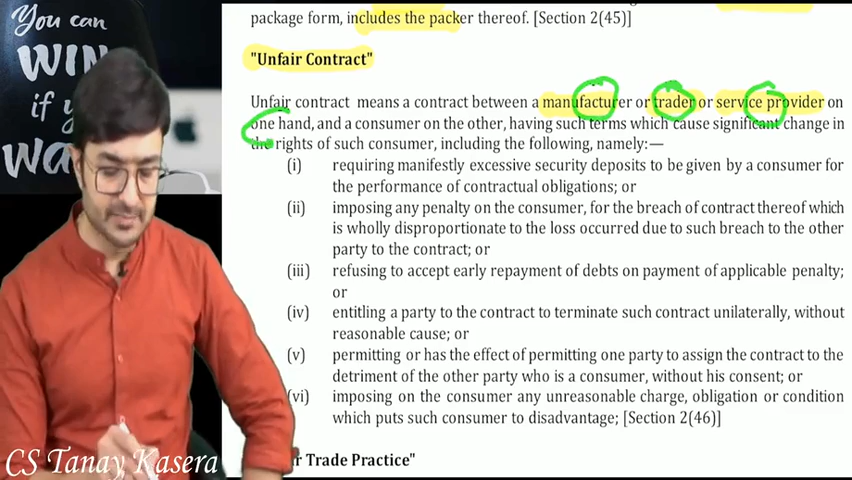 You can
WIN
if y
Wa
package form, includes the packer thereof. [Section 2(45)]
"Unfair Contract"
Unfair contract means a contract between a manufacturer or trader or service provider on
one hand, and a consumer on the other, having such terms which cause significant change in
the rights of such consumer, including the following, namely:—
(i) requiring manifestly excessive security deposits to be given by a consumer for
the performance of contractual obligations; or
(ii) imposing any penalty on the consumer, for the breach of contract thereof which
is wholly disproportionate to the loss occurred due to such breach to the other
party to the contract; or
(iii) refusing to accept early repayment of debts on payment of applicable penalty;
or
(iv) entitling a party to the contract to terminate such contract unilaterally, without
reasonable cause; or
(v) permitting or has the effect of permitting one party to assign the contract to the
detriment of the other party who is a consumer, without his consent; or
(vi) imposing on the consumer any unreasonable charge, obligation or condition
which puts such consumer to disadvantage; [Section 2(46)]
Trade Practice"
CS Tanay Kasera